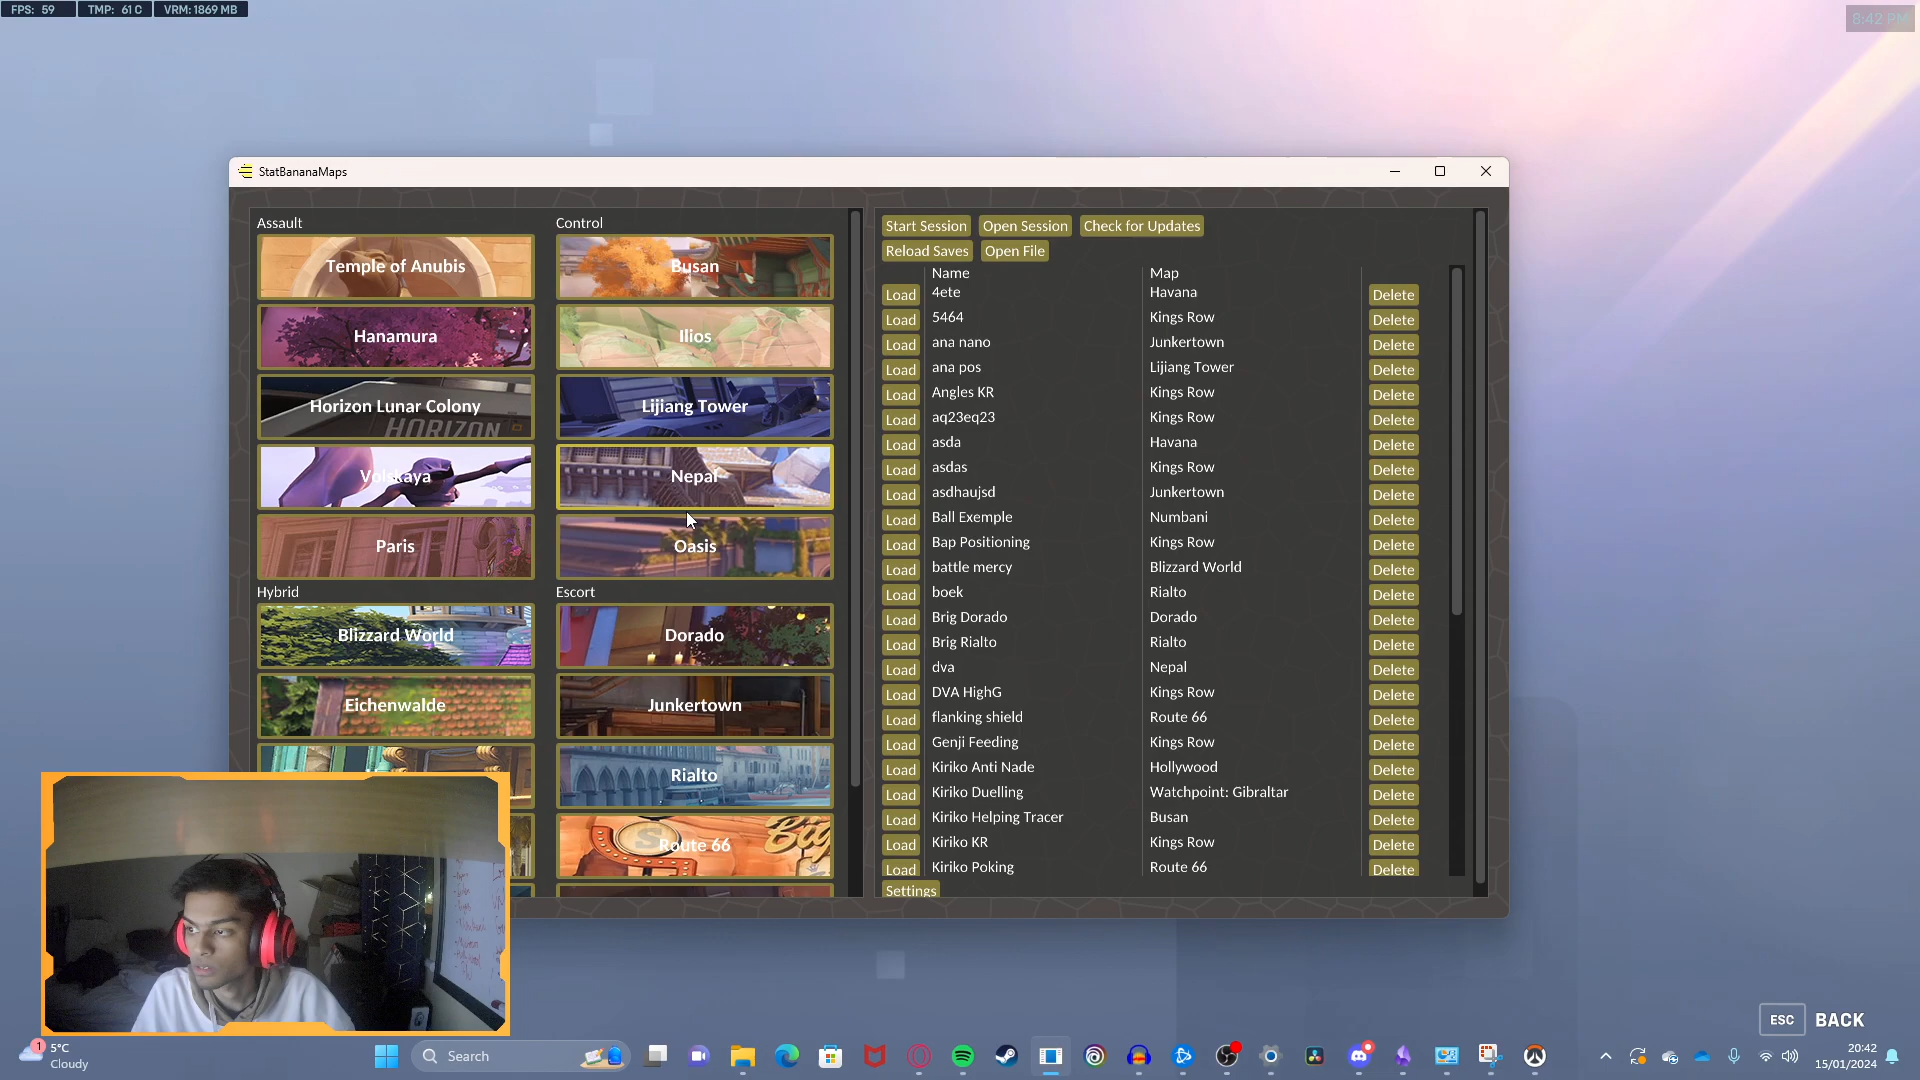 FPS: 59 TMP: 61 C VRM: 1869 MB
8:42 PM
StatBananaMaps
Assault
Temple of Anubis
Hanamura
Horizon Lunar Colony
HORIZON
Volskaya
Paris
Hybrid
Blizzard World
Eichenwalde
Control
Busan
Ilios
Lijiang Tower
Nepal
Oasis
Escort
Dorado
Junkertown
Rialto
Route 66
Start Session Open Session Check for Updates
Reload Saves Open File
Name Map
Load 4ete Havana Delete
Load 5464 Kings Row Delete
Load ana nano Junkertown Delete
Load ana pos Lijiang Tower Delete
Load Angles KR Kings Row Delete
Load aq23eq23 Kings Row Delete
Load asda Havana Delete
Load asdas Kings Row Delete
Load asdhaujsd Junkertown Delete
Load Ball Exemple Numbani Delete
Load Bap Positioning Kings Row Delete
Load battle mercy Blizzard World Delete
Load boek Rialto Delete
Load Brig Dorado Dorado Delete
Load Brig Rialto Rialto Delete
Load dva Nepal Delete
Load DVA HighG Kings Row Delete
Load flanking shield Route 66 Delete
Load Genji Feeding Kings Row Delete
Load Kiriko Anti Nade Hollywood Delete
Load Kiriko Duelling Watchpoint: Gibraltar Delete
Load Kiriko Helping Tracer Busan Delete
Load Kiriko KR Kings Row Delete
Load Kiriko Poking Route 66 Delete
Settings
ESC BACK
1
5°C
Cloudy
Search
20:42
15/01/2024